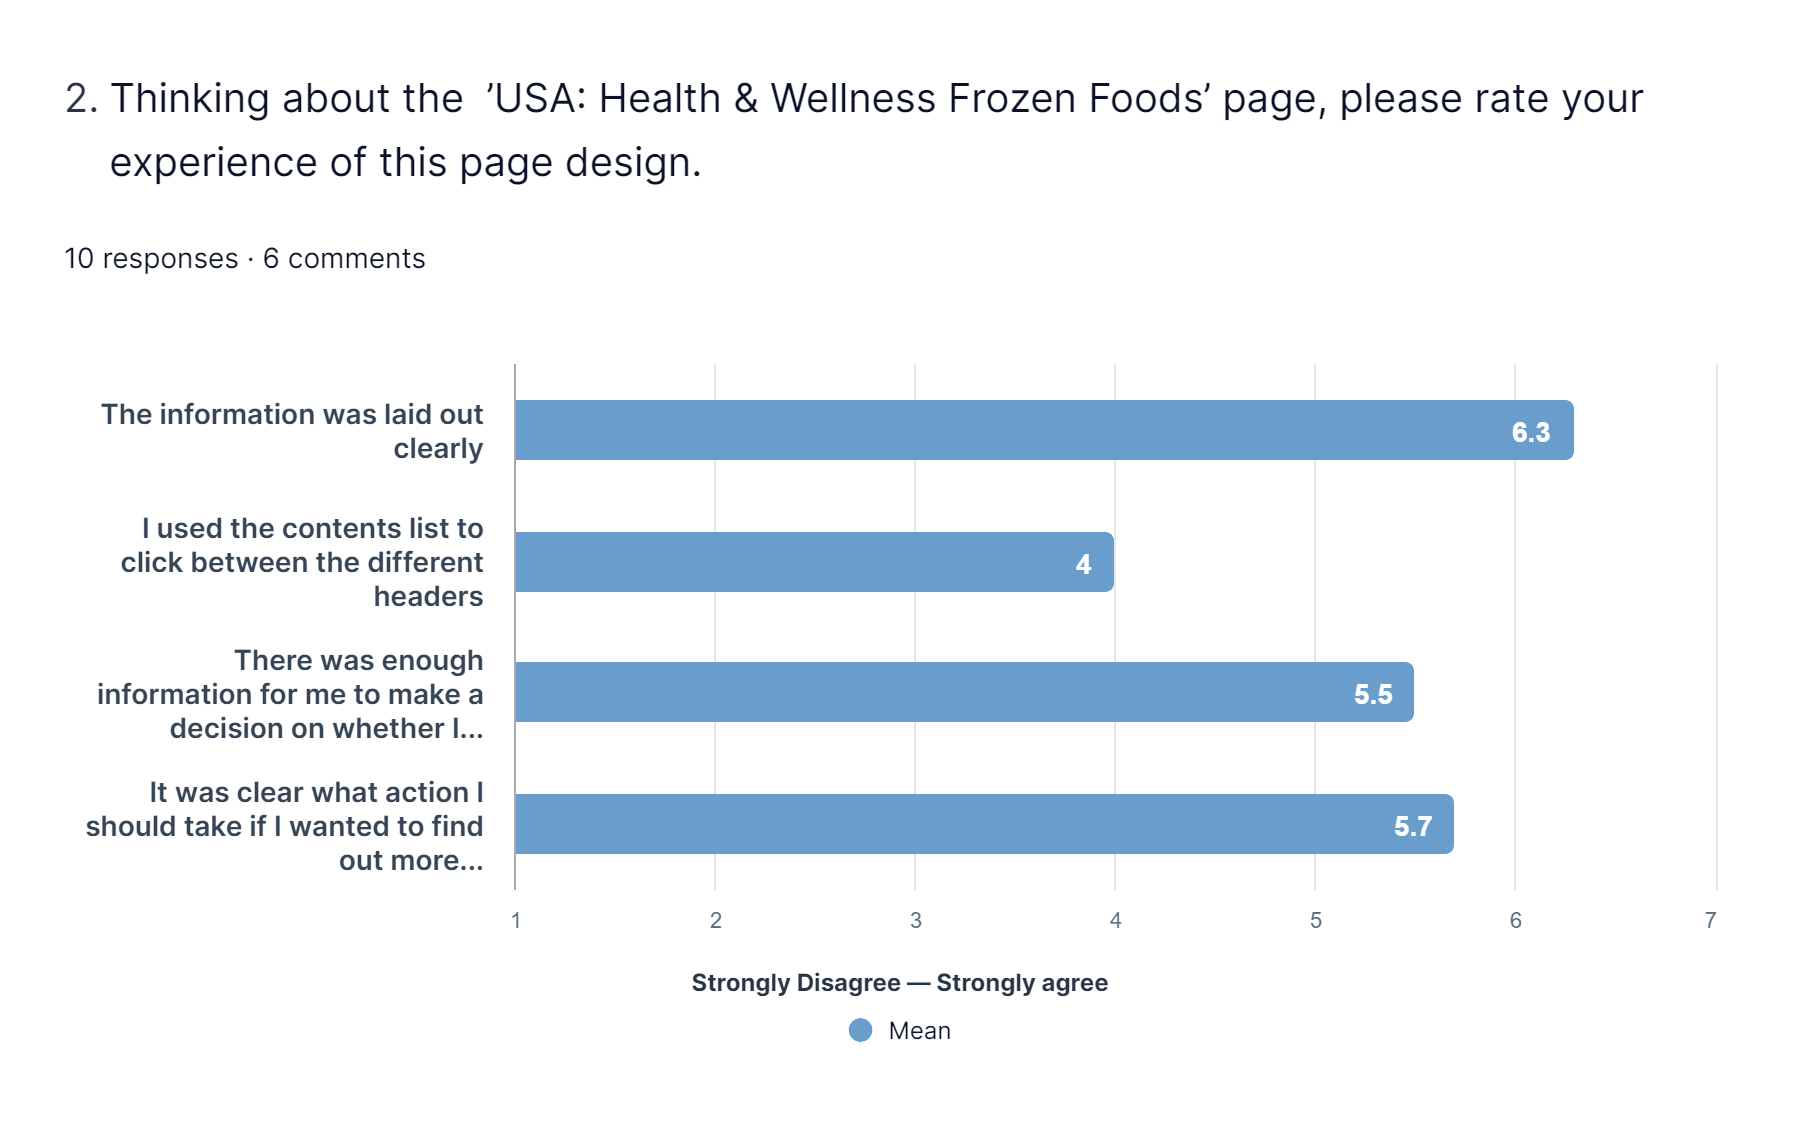 2. Thinking about the  ’USA: Health & Wellness Frozen Foods’ page, please rate your
experience of this page design.
10 responses · 6 comments
The information was laid out
clearly
6.3
I used the contents list to
click between the different
headers
4
There was enough
information for me to make a
decision on whether I...
5.5
It was clear what action I
should take if I wanted to find
out more...
5.7
1 2 3 4 5 6 7
Strongly Disagree — Strongly agree
Mean